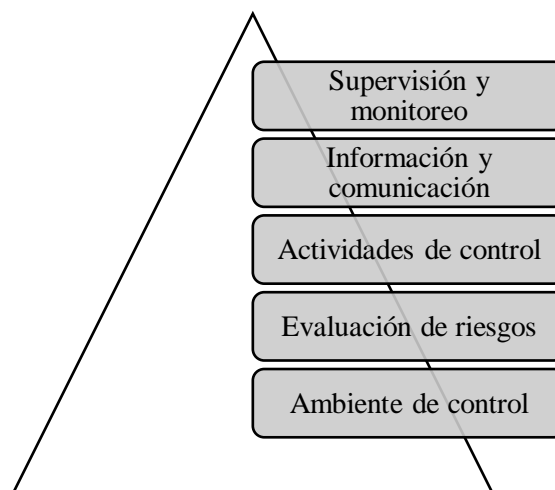 Supervisión y
monitoreo
Información y
comunicación
Actividades de control
Evaluación de riesgos
Ambiente de control